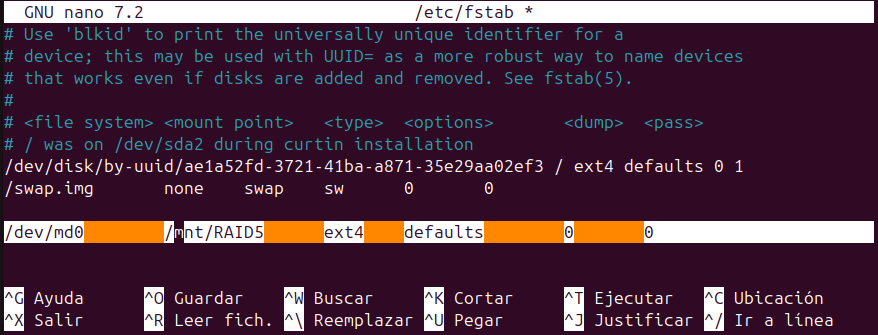 GNU nano 7.2 /etc/fstab *
# Use 'blkid' to print the universally unique identifier for a
# device; this may be used with UUID= as a more robust way to name devices
# that works even if disks are added and removed. See fstab(5).
#
# <file system> <mount point> <type> <options> <dump> <pass>
# / was on /dev/sda2 during curtin installation
/dev/disk/by-uuid/ae1a52fd-3721-41ba-a871-35e29aa02ef3 / ext4 defaults 0 1
/swap.img none swap sw 0 0
/dev/md0 /mnt/RAID5 ext4 defaults 0 0
^G Ayuda ^O Guardar ^W Buscar ^K Cortar ^T Ejecutar ^C Ubicación
^X Salir ^R Leer fich. ^\ Reemplazar ^U Pegar ^J Justificar ^/ Ir a línea